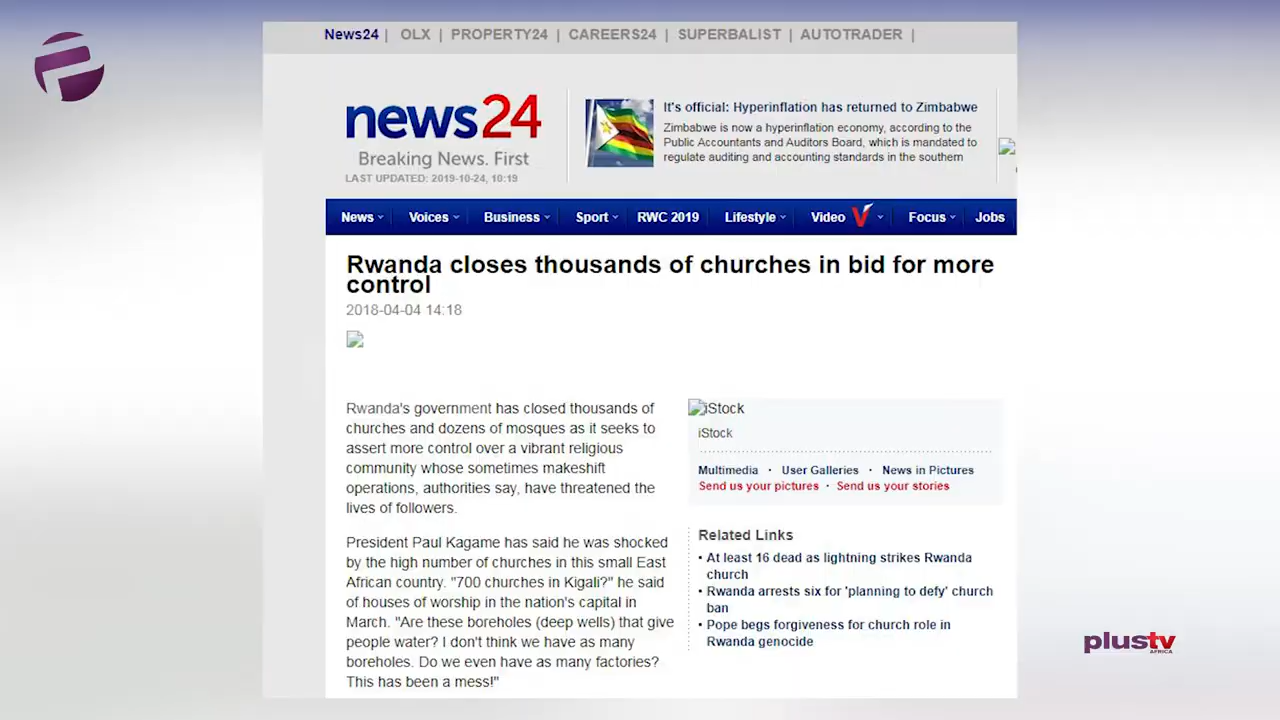 News24 | OLX | PROPERTY24 | CAREERS24 | SUPERBALIST | AUTOTRADER |
news24
Breaking News. First
LAST UPDATED: 2019-10-24, 10:19
It's official: Hyperinflation has returned to Zimbabwe
Zimbabwe is now a hyperinflation economy, according to the
Public Accountants and Auditors Board, which is mandated to
regulate auditing and accounting standards in the southern
News Voices Business Sport RWC 2019 Lifestyle Video V Focus Jobs
Rwanda closes thousands of churches in bid for more
control
2018-04-04 14:18
Rwanda's government has closed thousands of
churches and dozens of mosques as it seeks to
assert more control over a vibrant religious
community whose sometimes makeshift
operations, authorities say, have threatened the
lives of followers.
President Paul Kagame has said he was shocked
by the high number of churches in this small East
African country. "700 churches in Kigali?" he said
of houses of worship in the nation's capital in
March. "Are these boreholes (deep wells) that give
people water? I don't think we have as many
boreholes. Do we even have as many factories?
This has been a mess!"
iStock
iStock
Multimedia · User Galleries · News in Pictures
Send us your pictures · Send us your stories
Related Links
• At least 16 dead as lightning strikes Rwanda
church
• Rwanda arrests six for 'planning to defy' church
ban
• Pope begs forgiveness for church role in
Rwanda genocide
plustv
AFRICA